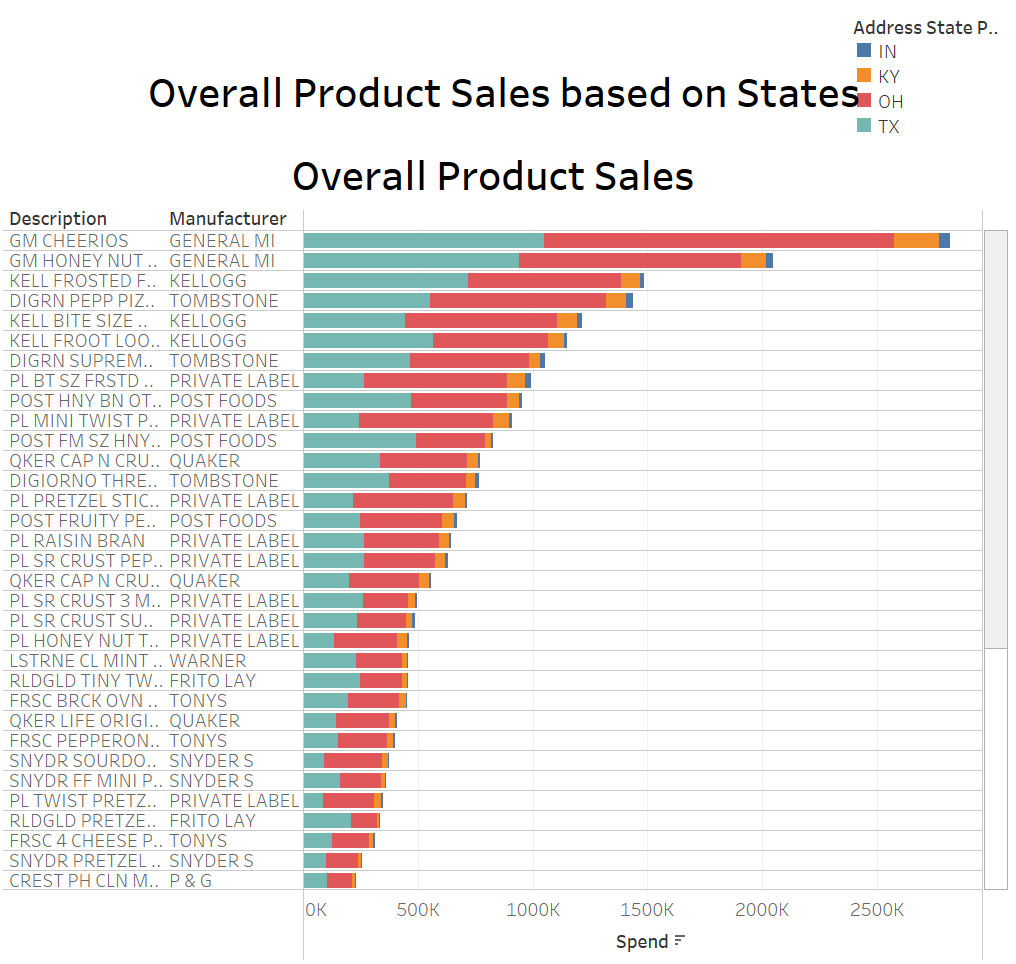 Address State P..
IN
KY
OH
TX
Overall Product Sales based on States
Overall Product Sales
Description Manufacturer
GM CHEERIOS GENERAL MI
GM HONEY NUT .. GENERAL MI
KELL FROSTED F.. KELLOGG
DIGRN PEPP PIZ.. TOMBSTONE
KELL BITE SIZE .. KELLOGG
KELL FROOT LOO.. KELLOGG
DIGRN SUPREM.. TOMBSTONE
PL BT SZ FRSTD .. PRIVATE LABEL
POST HNY BN OT.. POST FOODS
PL MINI TWIST P.. PRIVATE LABEL
POST FM SZ HNY.. POST FOODS
QKER CAP N CRU.. QUAKER
DIGIORNO THRE.. TOMBSTONE
PL PRETZEL STIC.. PRIVATE LABEL
POST FRUITY PE.. POST FOODS
PL RAISIN BRAN PRIVATE LABEL
PL SR CRUST PEP.. PRIVATE LABEL
QKER CAP N CRU.. QUAKER
PL SR CRUST 3 M.. PRIVATE LABEL
PL SR CRUST SU.. PRIVATE LABEL
PL HONEY NUT T.. PRIVATE LABEL
LSTRNE CL MINT .. WARNER
RLDGLD TINY TW.. FRITO LAY
FRSC BRCK OVN .. TONYS
QKER LIFE ORIGI.. QUAKER
FRSC PEPPERON.. TONYS
SNYDR SOURDO.. SNYDER S
SNYDR FF MINI P.. SNYDER S
PL TWIST PRETZ.. PRIVATE LABEL
RLDGLD PRETZE.. FRITO LAY
FRSC 4 CHEESE P.. TONYS
SNYDR PRETZEL .. SNYDER S
CREST PH CLN M.. P & G
0K 500K 1000K 1500K 2000K 2500K
Spend